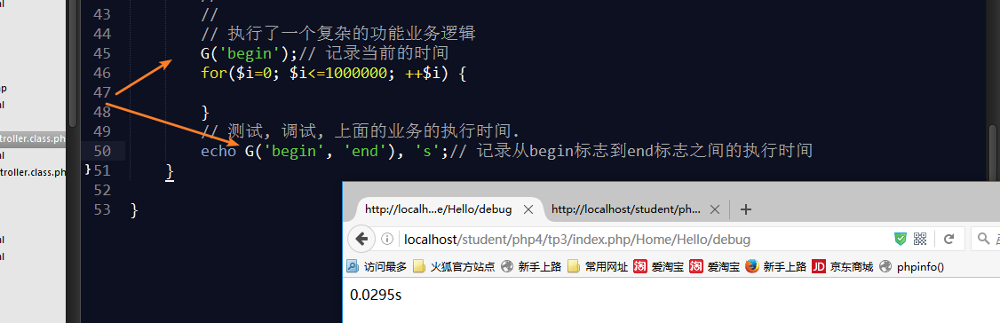 43 //
44 // 执行了一个复杂的功能业务逻辑
45 G('begin');// 记录当前的时间
46 for($i=0; $i<=1000000; ++$i) {
47
48 }
49 // 测试, 调试, 上面的业务的执行时间.
50 echo G('begin', 'end'), 's';// 记录从begin标志到end标志之间的执行时间
51 }
52
53 }
troller.class.ph
troller.class.ph
http://localh...e/Hello/debug http://localhost/student/ph...
localhost/student/php4/tp3/index.php/Home/Hello/debug
访问最多 火狐官方站点 新手上路 常用网址 淘 爱淘宝 淘 爱淘宝 新手上路 JD 京东商城 phpinfo()
0.0295s